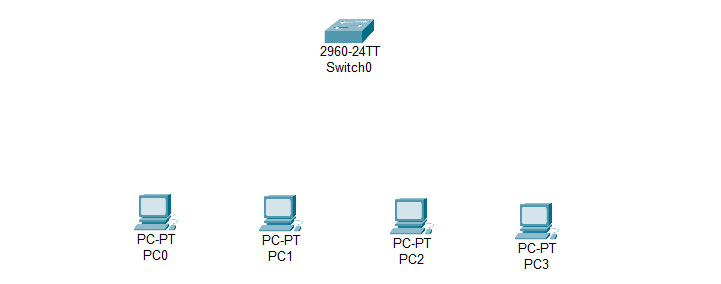 2960-24TT
Switch0
PC-PT
PC0
PC-PT
PC1
PC-PT
PC2
PC-PT
PC3